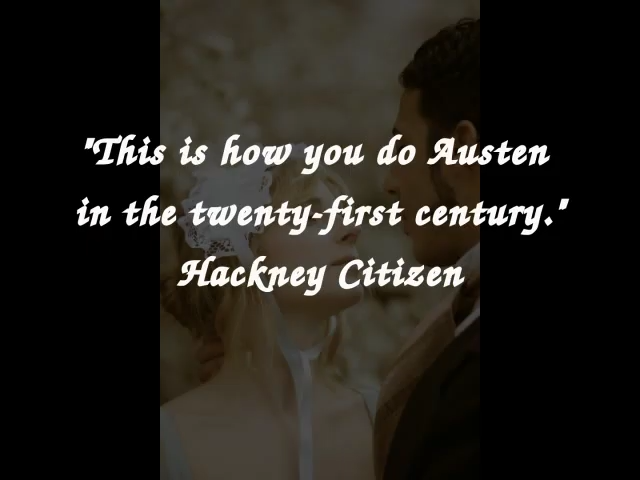 "This is how you do Austen
in the twenty-first century."
Hackney Citizen